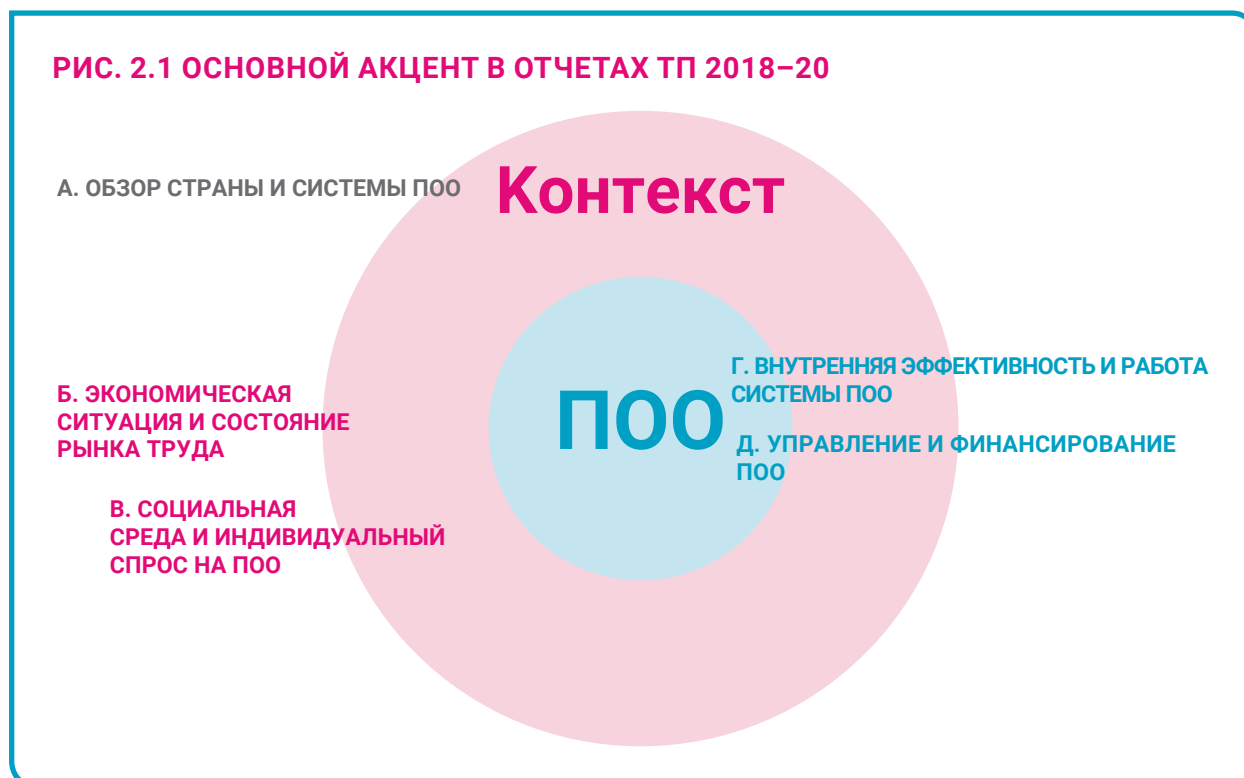 РИС. 2.1 ОСНОВНОЙ АКЦЕНТ В ОТЧЕТАХ ТП 2018–20
А. ОБЗОР СТРАНЫ И СИСТЕМЫ ПОО
Контекст
Б. ЭКОНОМИЧЕСКАЯ
СИТУАЦИЯ И СОСТОЯНИЕ
РЫНКА ТРУДА
В. СОЦИАЛЬНАЯ
СРЕДА И ИНДИВИДУАЛЬНЫЙ
СПРОС НА ПОО
ПОО
Г. ВНУТРЕННЯЯ ЭФФЕКТИВНОСТЬ И РАБОТА
СИСТЕМЫ ПОО
Д. УПРАВЛЕНИЕ И ФИНАНСИРОВАНИЕ
ПОО